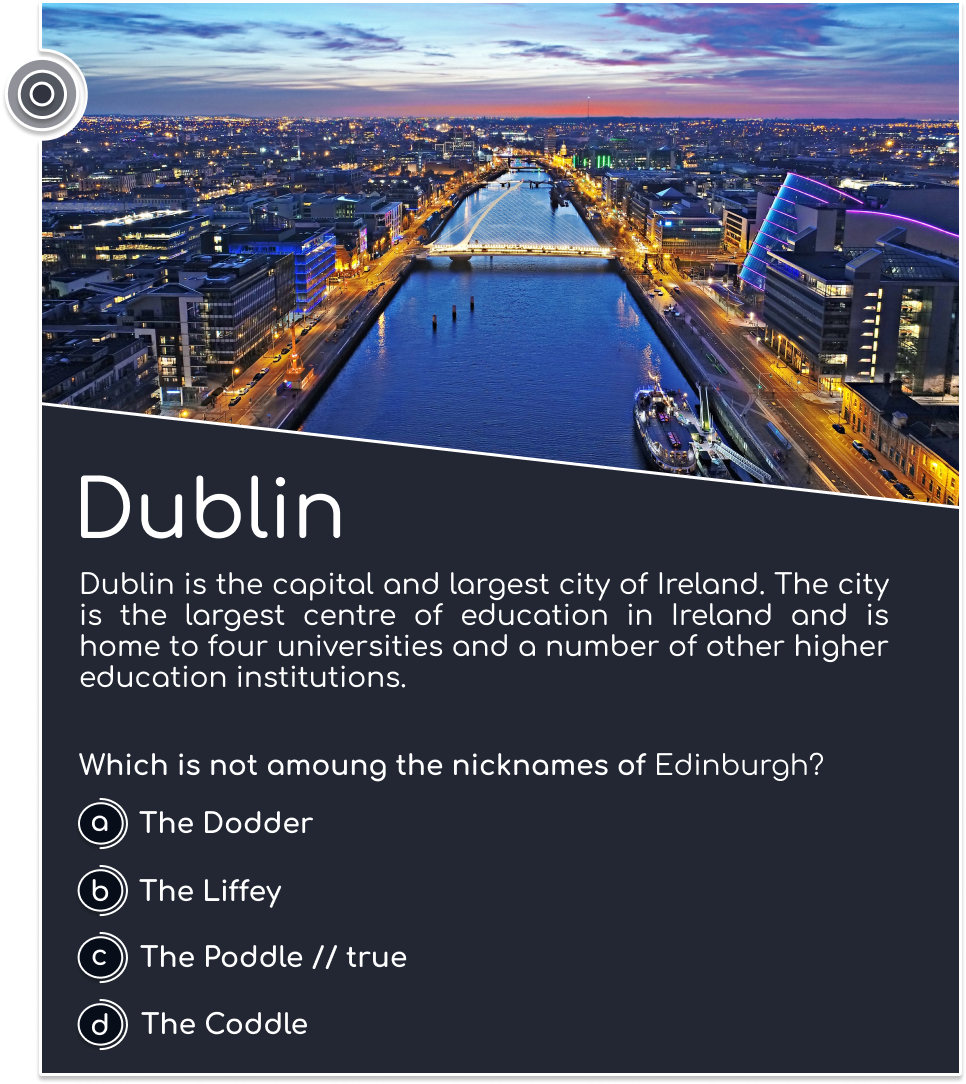 Dublin
Dublin is the capital and largest city of Ireland. The city
is the largest centre of education in Ireland and is
home to four universities and a number of other higher
education institutions.
Which is not amoung the nicknames of Edinburgh?
a The Dodder
b The Liffey
c The Poddle // true
d The Coddle